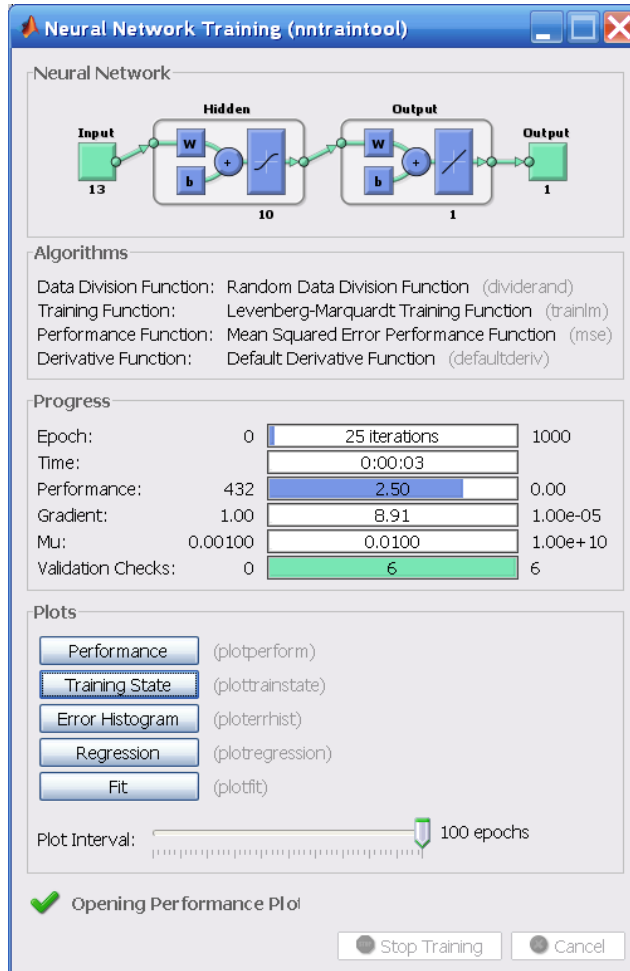 Neural Network Training (nntraintool)
Neural Network
Hidden Output
Input Output
W W
+ +
b b
13 10 1 1
Algorithms
Data Division Function: Random Data Division Function (dividerand)
Training Function: Levenberg-Marquardt Training Function (trainlm)
Performance Function: Mean Squared Error Performance Function (mse)
Derivative Function: Default Derivative Function (defaultderiv)
Progress
Epoch: 0 25 iterations 1000
Time: 0:00:03
Performance: 432 2.50 0.00
Gradient: 1.00 8.91 1.00e-05
Mu: 0.00100 0.0100 1.00e+10
Validation Checks: 0 6 6
Plots
Performance (plotperform)
Training State (plottrainstate)
Error Histogram (ploterrhist)
Regression (plotregression)
Fit (plotfit)
Plot Interval: 100 epochs
Opening Performance Plot
Stop Training Cancel